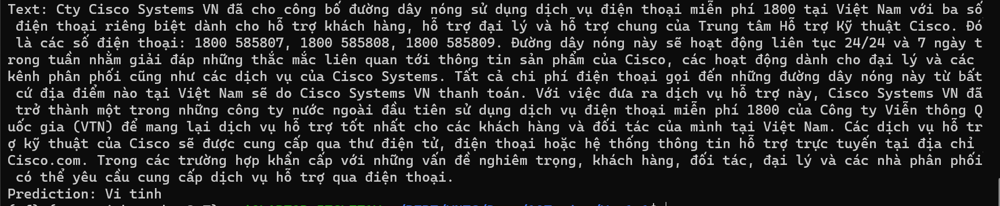 Text: Cty Cisco Systems VN đã cho công bố đường dây nóng sử dụng dịch vụ điện thoại miễn phí 1800 tại Việt Nam với ba số
điện thoại riêng biệt dành cho hỗ trợ khách hàng, hỗ trợ đại lý và hỗ trợ chung của Trung tâm Hỗ trợ Kỹ thuật Cisco. Đó
là các số điện thoại: 1800 585807, 1800 585808, 1800 585809. Đường dây nóng này sẽ hoạt động liên tục 24/24 và 7 ngày t
rong tuần nhằm giải đáp những thắc mắc liên quan tới thông tin sản phẩm của Cisco, các hoạt động dành cho đại lý và các
kênh phân phối cũng như các dịch vụ của Cisco Systems. Tất cả chi phí điện thoại gọi đến những đường dây nóng này từ bất
cứ địa điểm nào tại Việt Nam sẽ do Cisco Systems VN thanh toán. Với việc đưa ra dịch vụ hỗ trợ này, Cisco Systems VN đã
trở thành một trong những công ty nước ngoài đầu tiên sử dụng dịch vụ điện thoại miễn phí 1800 của Công ty Viễn thông Q
uốc gia (VTN) để mang lại dịch vụ hỗ trợ tốt nhất cho các khách hàng và đối tác của mình tại Việt Nam. Các dịch vụ hỗ tr
ợ kỹ thuật của Cisco sẽ được cung cấp qua thư điện tử, điện thoại hoặc hệ thống thông tin hỗ trợ trực tuyến tại địa chỉ
Cisco.com. Trong các trường hợp khẩn cấp với những vấn đề nghiêm trọng, khách hàng, đối tác, đại lý và các nhà phân phối
có thể yêu cầu cung cấp dịch vụ hỗ trợ qua điện thoại.
Prediction: Vi tinh